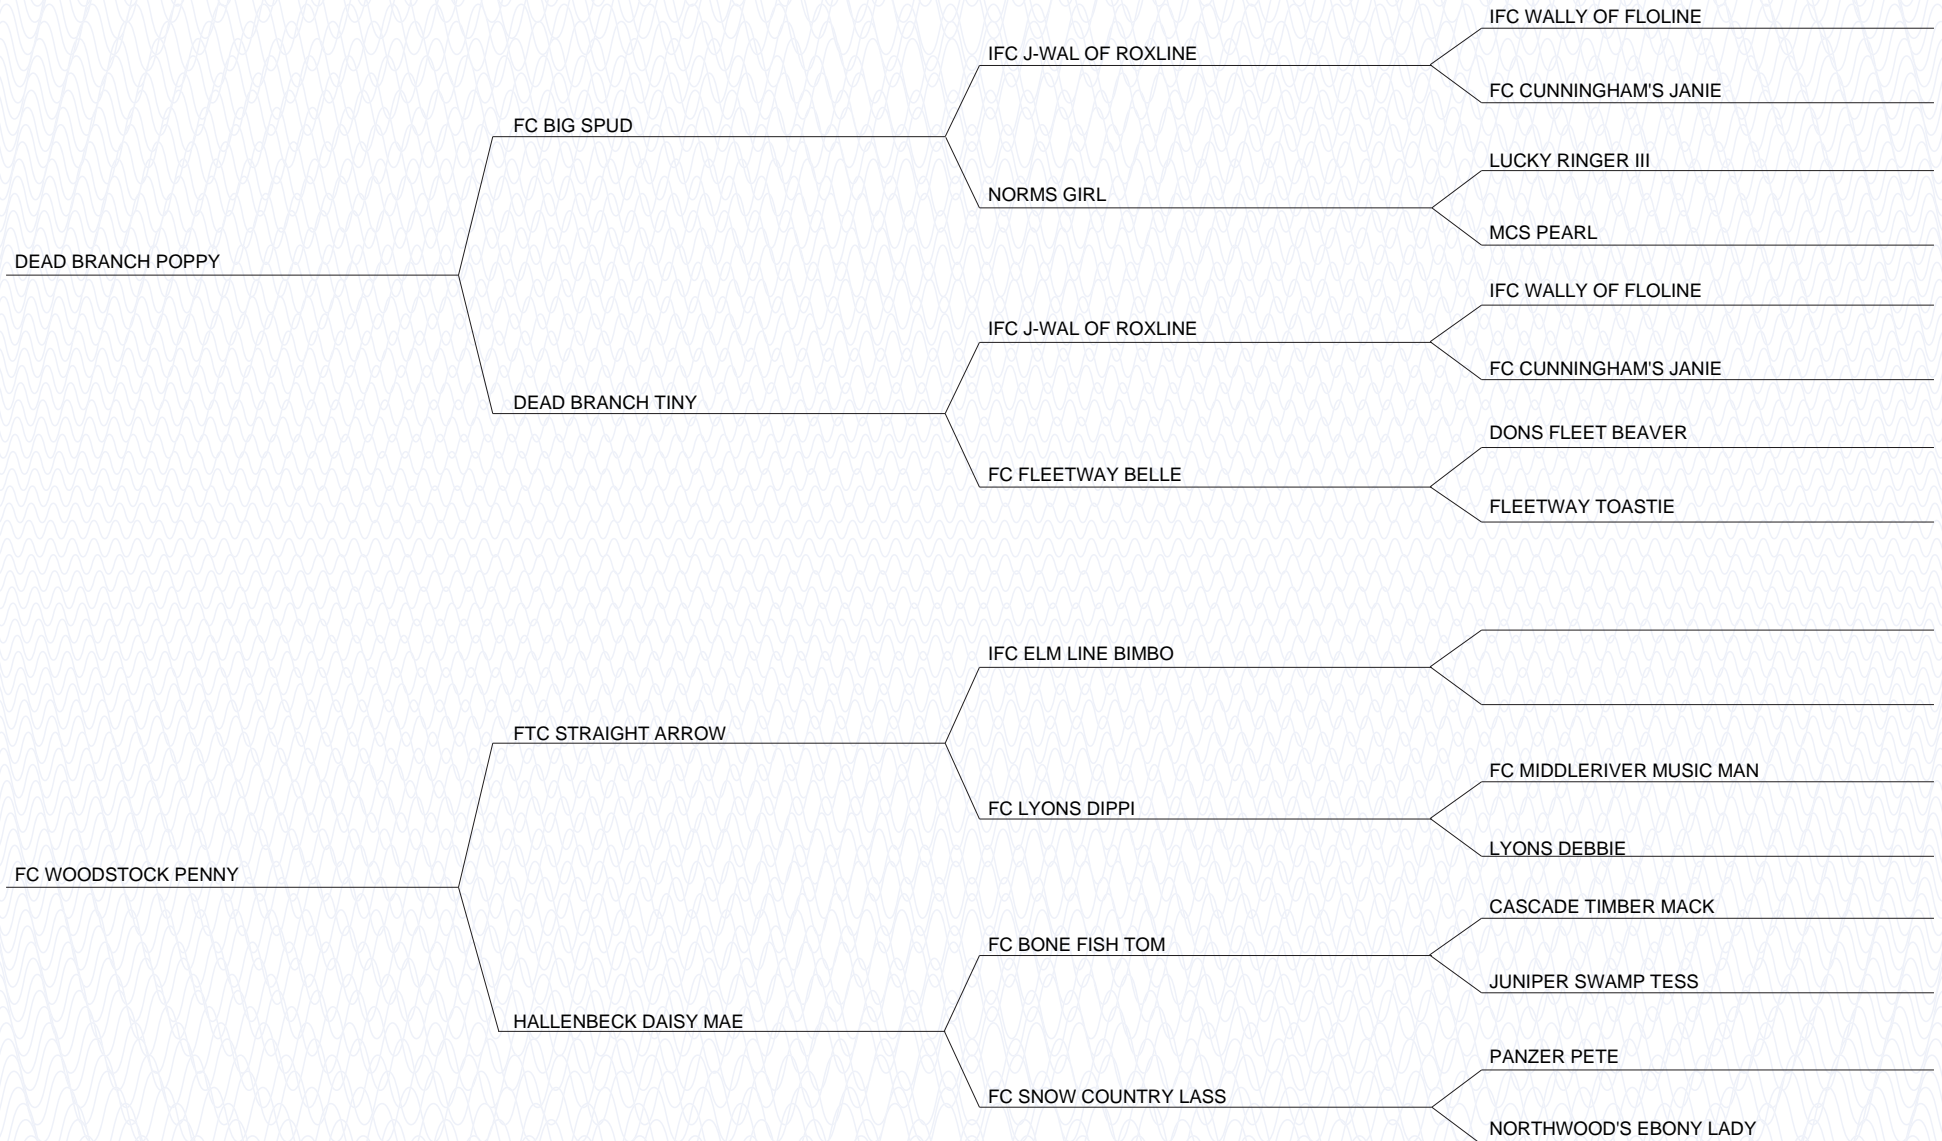 IFC WALLY OF FLOLINE
IFC J-WAL OF ROXLINE
FC CUNNINGHAM'S JANIE
FC BIG SPUD
LUCKY RINGER III
NORMS GIRL
MCS PEARL
DEAD BRANCH POPPY
IFC WALLY OF FLOLINE
IFC J-WAL OF ROXLINE
FC CUNNINGHAM'S JANIE
DEAD BRANCH TINY
DONS FLEET BEAVER
FC FLEETWAY BELLE
FLEETWAY TOASTIE
IFC ELM LINE BIMBO
FTC STRAIGHT ARROW
FC MIDDLERIVER MUSIC MAN
FC LYONS DIPPI
LYONS DEBBIE
FC WOODSTOCK PENNY
CASCADE TIMBER MACK
FC BONE FISH TOM
JUNIPER SWAMP TESS
HALLENBECK DAISY MAE
PANZER PETE
FC SNOW COUNTRY LASS
NORTHWOOD'S EBONY LADY